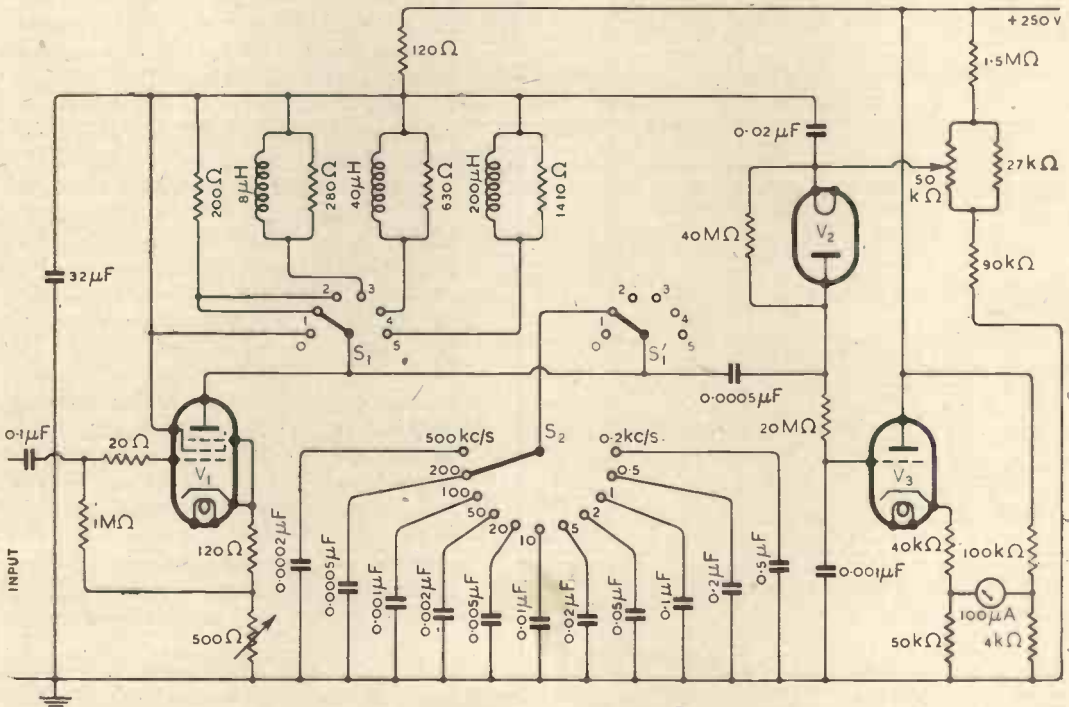 +250 V
120Ω
1·5MΩ
0·02μF
200Ω
8μH
280Ω
40μH
630Ω
200μH
1410Ω
50 kΩ
27kΩ
40MΩ
V2
90kΩ
32μF
2
3
1
4
0
5
S1
2
3
1
4
0
5
S1'
0·0005μF
0·1μF
20Ω
V1
1MΩ
120Ω
500Ω
INPUT
500kc/s
200
100
50
20
10
5
2
1
0·5
0·2kc/s
S2
20MΩ
V3
0·0002μF
0·0005μF
0·001μF
0·002μF
0·005μF
0·01μF
0·02μF
0·05μF
0·1μF
0·2μF
0·5μF
0·001μF
40kΩ
100kΩ
100μA
50kΩ
4kΩ